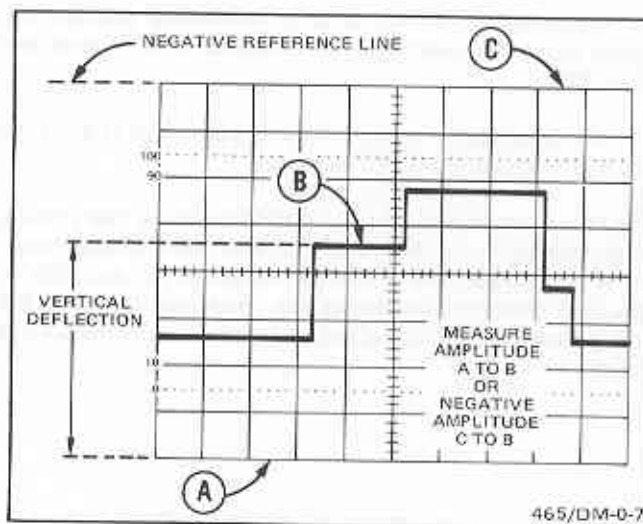 NEGATIVE REFERENCE LINE
C
100
90
B
VERTICAL
DEFLECTION
MEASURE
AMPLITUDE
A TO B
OR
NEGATIVE
AMPLITUDE
C TO B
10
A
465/DM-0-7